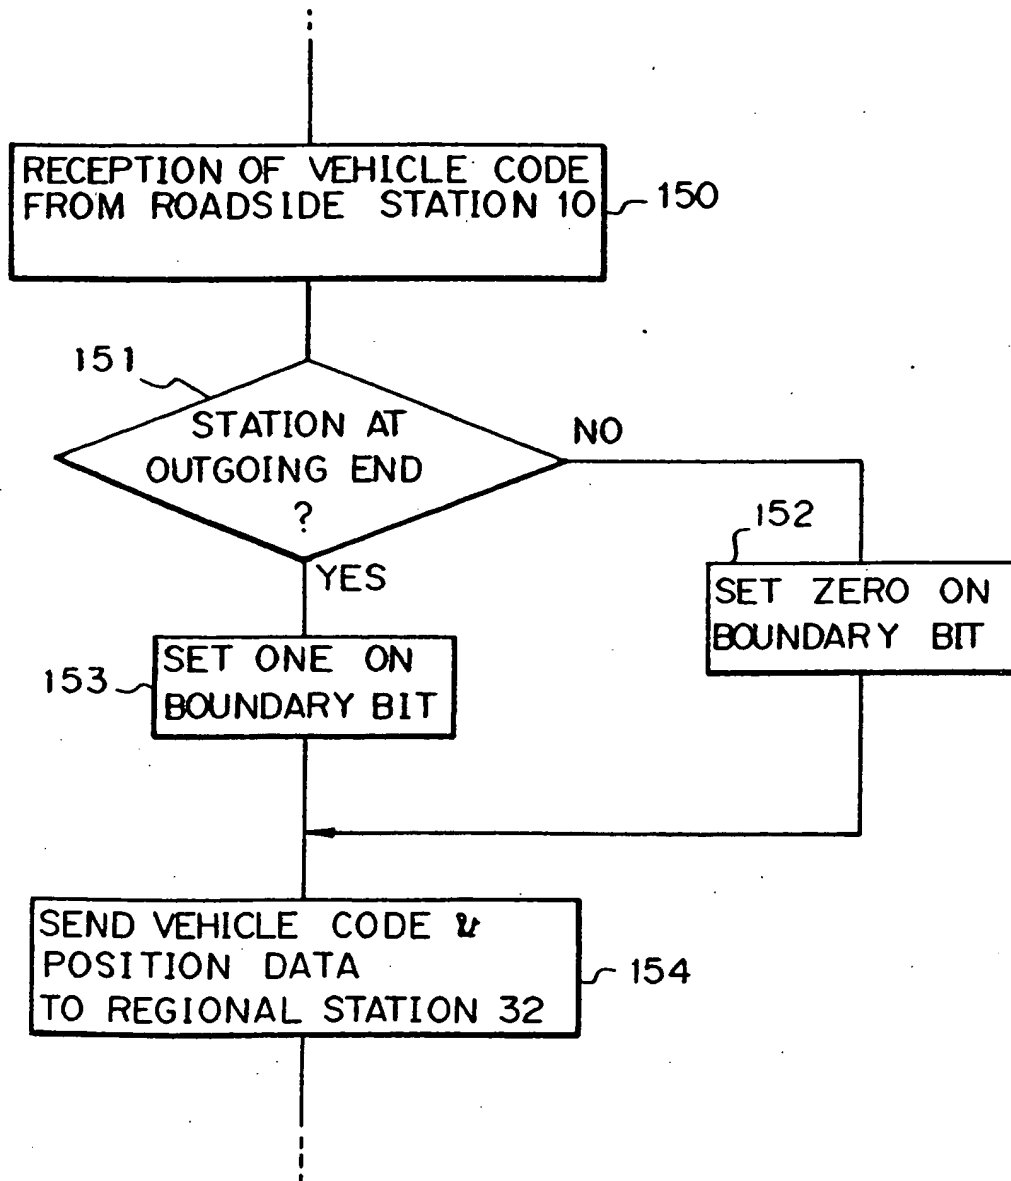 RECEPTION OF VEHICLE CODE
FROM ROADSIDE STATION 10
150
151
STATION AT
OUTGOING END
?
NO
YES
152
SET ZERO ON
BOUNDARY BIT
153
SET ONE ON
BOUNDARY BIT
SEND VEHICLE CODE &
POSITION DATA
TO REGIONAL STATION 32
154